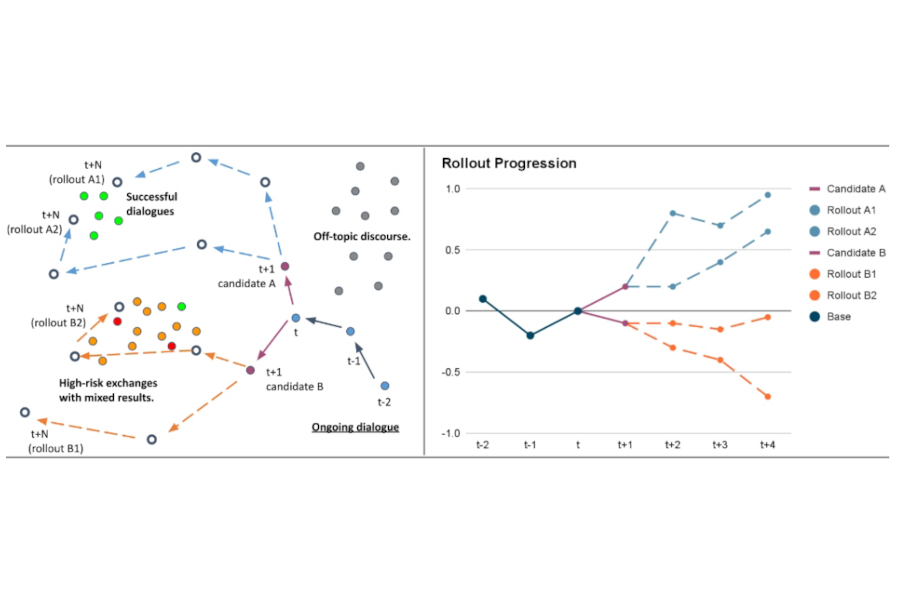 t+N
(rollout A1)
Successful
dialogues
t+N
(rollout A2)
Off-topic discourse.
t+1
candidate A
t+N
(rollout B2)
t
t-1
t+1
candidate B
High-risk exchanges
with mixed results.
t-2
t+N
(rollout B1)
Ongoing dialogue
Rollout Progression
1.0
0.5
0.0
-0.5
-1.0
t-2
t-1
t
t+1
t+2
t+3
t+4
Candidate A
Rollout A1
Rollout A2
Candidate B
Rollout B1
Rollout B2
Base